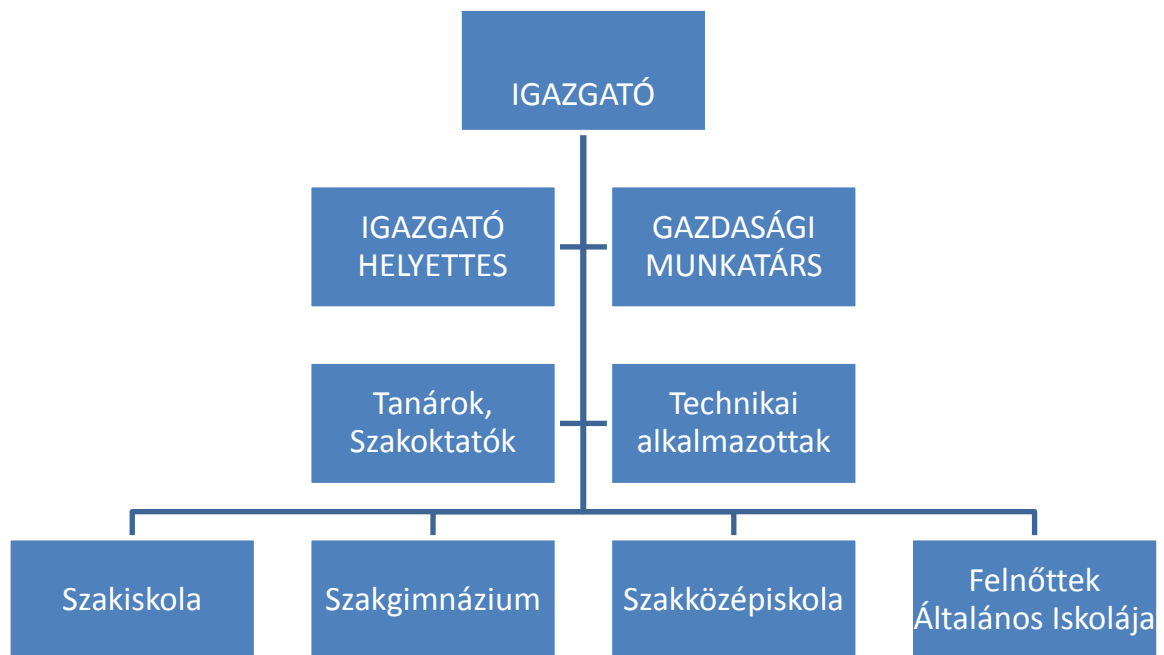 IGAZGATÓ
IGAZGATÓ
HELYETTES
GAZDASÁGI
MUNKATÁRS
Tanárok,
Szakoktatók
Technikai
alkalmazottak
Szakiskola
Szakgimnázium
Szakközépiskola
Felnőttek
Általános Iskolája